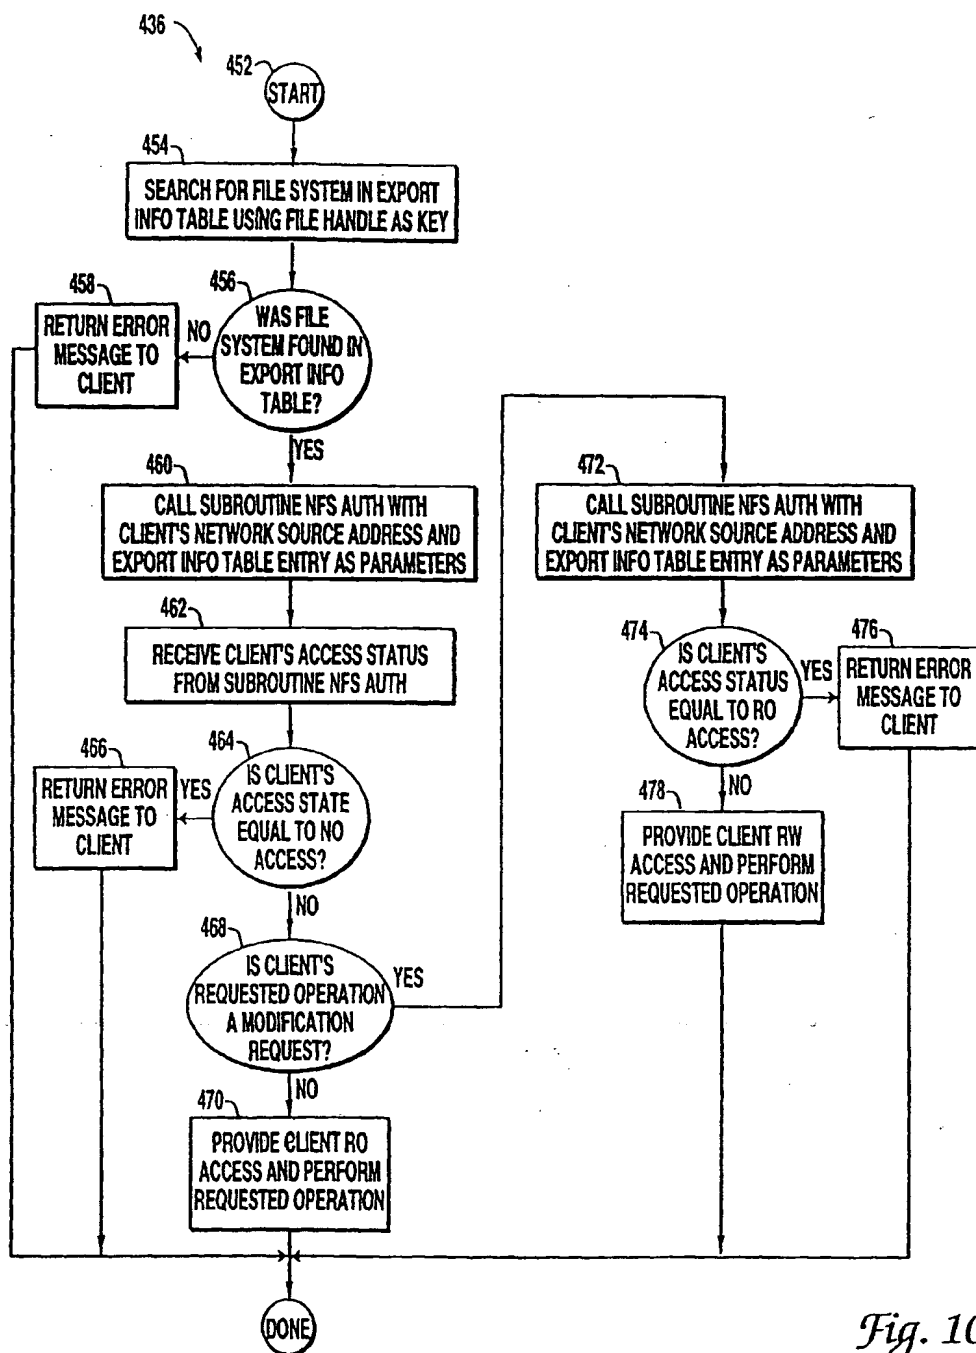 436
452
START
454
SEARCH FOR FILE SYSTEM IN EXPORT
INFO TABLE USING FILE HANDLE AS KEY
456
WAS FILE
SYSTEM FOUND IN
EXPORT INFO
TABLE?
NO
458
RETURN ERROR
MESSAGE TO
CLIENT
YES
460
CALL SUBROUTINE NFS AUTH WITH
CLIENT'S NETWORK SOURCE ADDRESS AND
EXPORT INFO TABLE ENTRY AS PARAMETERS
462
RECEIVE CLIENT'S ACCESS STATUS
FROM SUBROUTINE NFS AUTH
464
IS CLIENT'S
ACCESS STATE
EQUAL TO NO
ACCESS?
YES
466
RETURN ERROR
MESSAGE TO
CLIENT
NO
468
IS CLIENT'S
REQUESTED OPERATION
A MODIFICATION
REQUEST?
YES
NO
470
PROVIDE CLIENT RO
ACCESS AND PERFORM
REQUESTED OPERATION
472
CALL SUBROUTINE NFS AUTH WITH
CLIENT'S NETWORK SOURCE ADDRESS AND
EXPORT INFO TABLE ENTRY AS PARAMETERS
474
IS CLIENT'S
ACCESS STATUS
EQUAL TO RO
ACCESS?
YES
476
RETURN ERROR
MESSAGE TO
CLIENT
NO
478
PROVIDE CLIENT RW
ACCESS AND PERFORM
REQUESTED OPERATION
DONE
Fig. 10